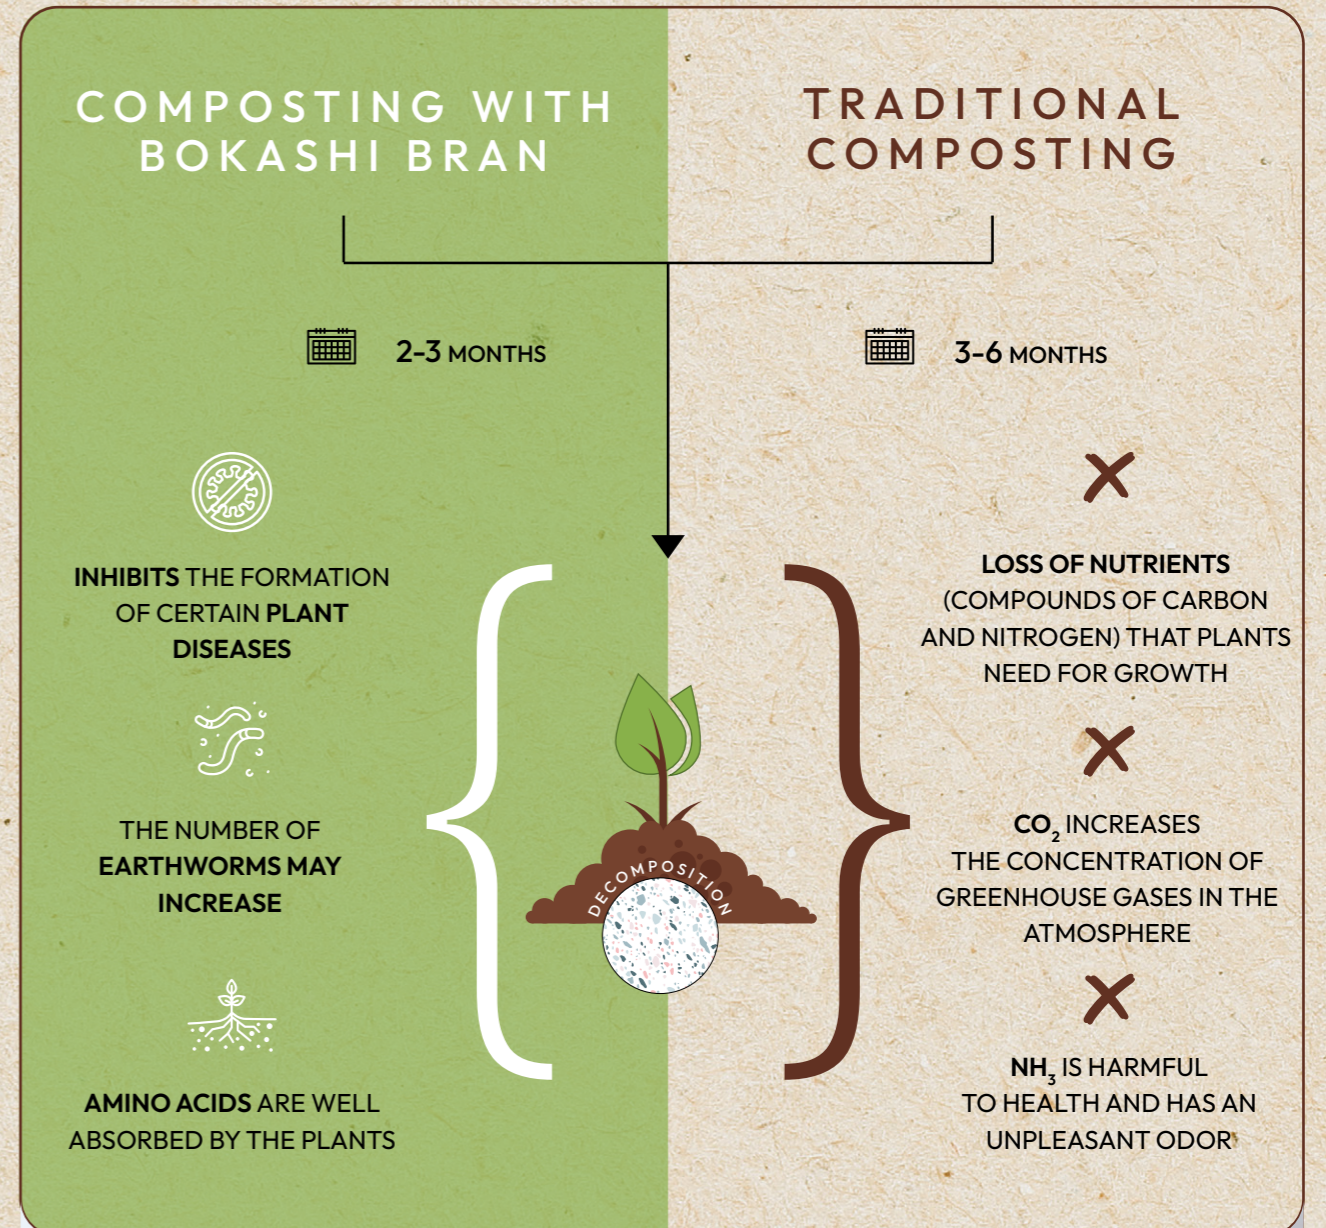 COMPOSTING WITH
BOKASHI BRAN
TRADITIONAL
COMPOSTING
2-3 MONTHS
3-6 MONTHS
INHIBITS THE FORMATION
OF CERTAIN PLANT
DISEASES
THE NUMBER OF
EARTHWORMS MAY
INCREASE
AMINO ACIDS ARE WELL
ABSORBED BY THE PLANTS
DECOMPOSITION
LOSS OF NUTRIENTS
(COMPOUNDS OF CARBON
AND NITROGEN) THAT PLANTS
NEED FOR GROWTH
CO₂ INCREASES
THE CONCENTRATION OF
GREENHOUSE GASES IN THE
ATMOSPHERE
NH₃ IS HARMFUL
TO HEALTH AND HAS AN
UNPLEASANT ODOR